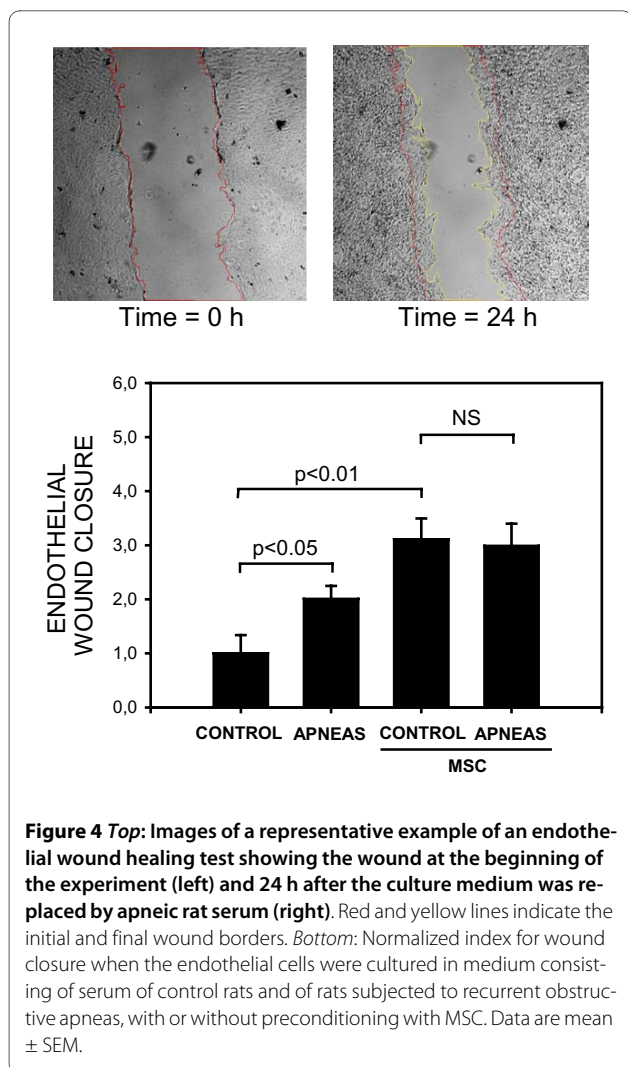 Time = 0 h
Time = 24 h
6,0
5,0
4,0
3,0
2,0
1,0
0,0
ENDOTHELIAL
WOUND CLOSURE
NS
p<0.01
p<0.05
CONTROL APNEAS CONTROL APNEAS
MSC
Figure 4 Top: Images of a representative example of an endothe-
lial wound healing test showing the wound at the beginning of
the experiment (left) and 24 h after the culture medium was re-
placed by apneic rat serum (right). Red and yellow lines indicate the
initial and final wound borders. Bottom: Normalized index for wound
closure when the endothelial cells were cultured in medium consist-
ing of serum of control rats and of rats subjected to recurrent obstruc-
tive apneas, with or without preconditioning with MSC. Data are mean
± SEM.